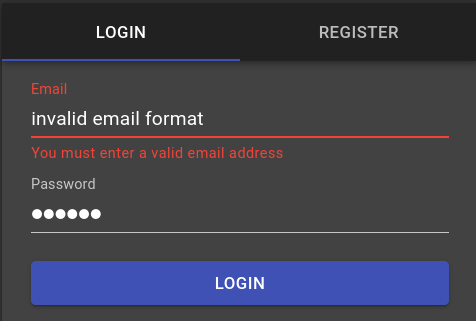 LOGIN REGISTER
Email
invalid email format
You must enter a valid email address
Password
●●●●●●
LOGIN